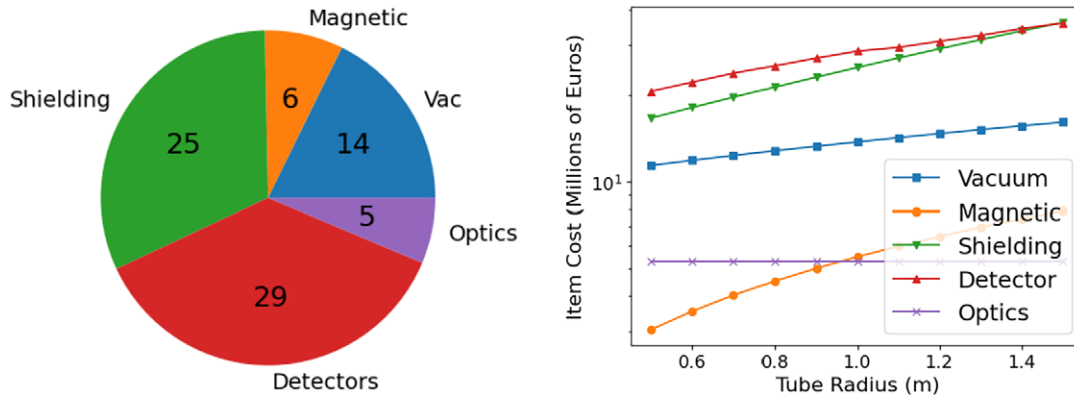 Magnetic
Shielding
Vac
6
25
14
5
Optics
29
Detectors
Item Cost (Millions of Euros)
10¹
Vacuum
Magnetic
Shielding
Detector
Optics
0.6 0.8 1.0 1.2 1.4
Tube Radius (m)